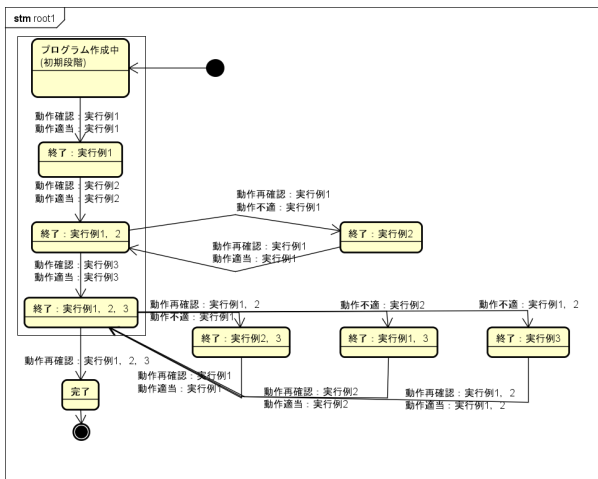 stm root1
プログラム作成中
(初期段階)
動作確認：実行例1
動作適当：実行例1
終了：実行例1
動作確認：実行例2
動作適当：実行例2
動作再確認：実行例1
動作不適：実行例1
終了：実行例1，2
終了：実行例2
動作再確認：実行例1
動作適当：実行例1
動作確認：実行例3
動作適当：実行例3
終了：実行例1，2，3
動作再確認：実行例1，2
動作不適：実行例1
動作不適：実行例2
動作不適：実行例1，2
終了：実行例2，3
終了：実行例1，3
終了：実行例3
動作再確認：実行例1，2，3
動作再確認：実行例1
動作適当：実行例1
動作再確認：実行例2
動作適当：実行例2
動作再確認：実行例1，2
動作適当：実行例1，2
完了